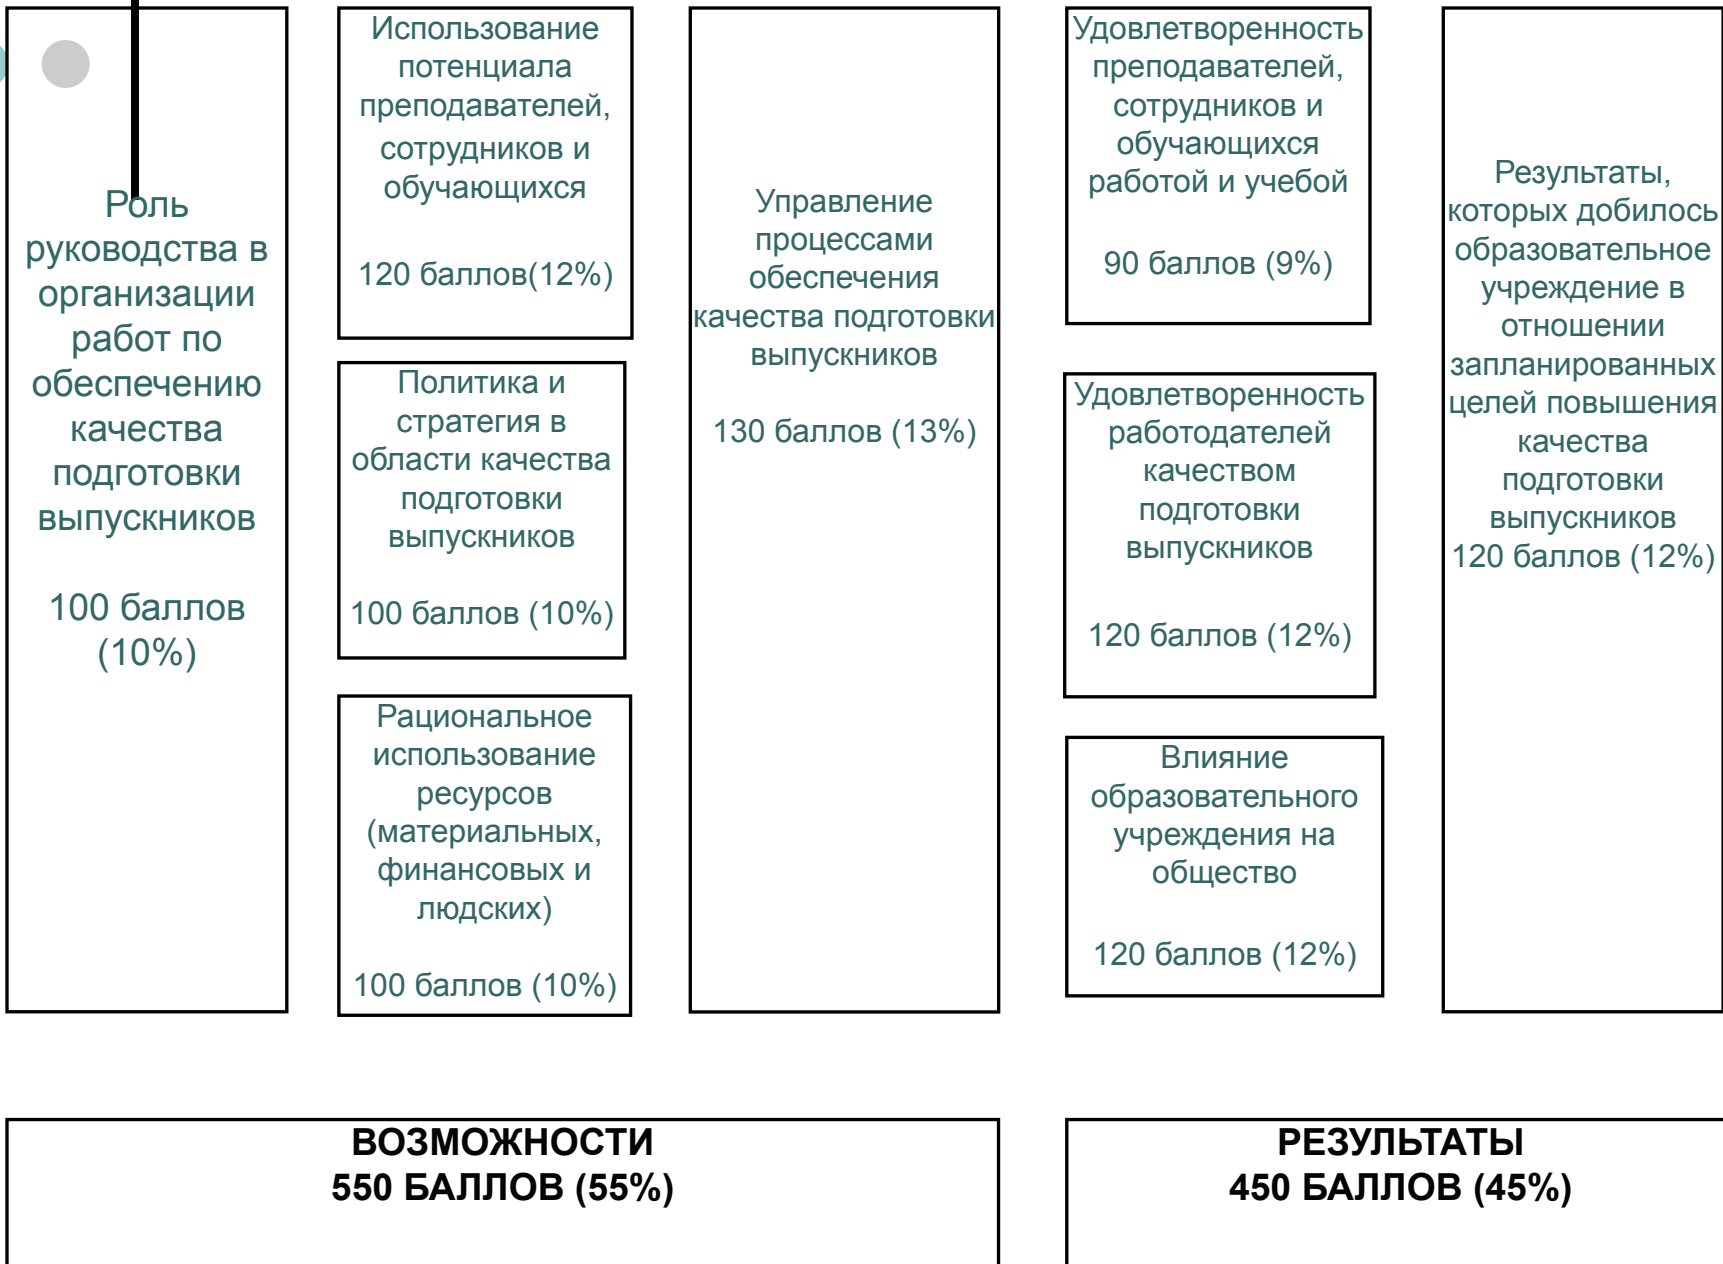 Роль
руководства в
организации
работ по
обеспечению
качества
подготовки
выпускников
100 баллов
(10%)
Использование
потенциала
преподавателей,
сотрудников и
обучающихся
120 баллов(12%)
Политика и
стратегия в
области качества
подготовки
выпускников
100 баллов (10%)
Рациональное
использование
ресурсов
(материальных,
финансовых и
людских)
100 баллов (10%)
Управление
процессами
обеспечения
качества подготовки
выпускников
130 баллов (13%)
Удовлетворенность
преподавателей,
сотрудников и
обучающихся
работой и учебой
90 баллов (9%)
Удовлетворенность
работодателей
качеством
подготовки
выпускников
120 баллов (12%)
Влияние
образовательного
учреждения на
общество
120 баллов (12%)
Результаты,
которых добилось
образовательное
учреждение в
отношении
запланированных
целей повышения
качества
подготовки
выпускников
120 баллов (12%)
ВОЗМОЖНОСТИ
550 БАЛЛОВ (55%)
РЕЗУЛЬТАТЫ
450 БАЛЛОВ (45%)